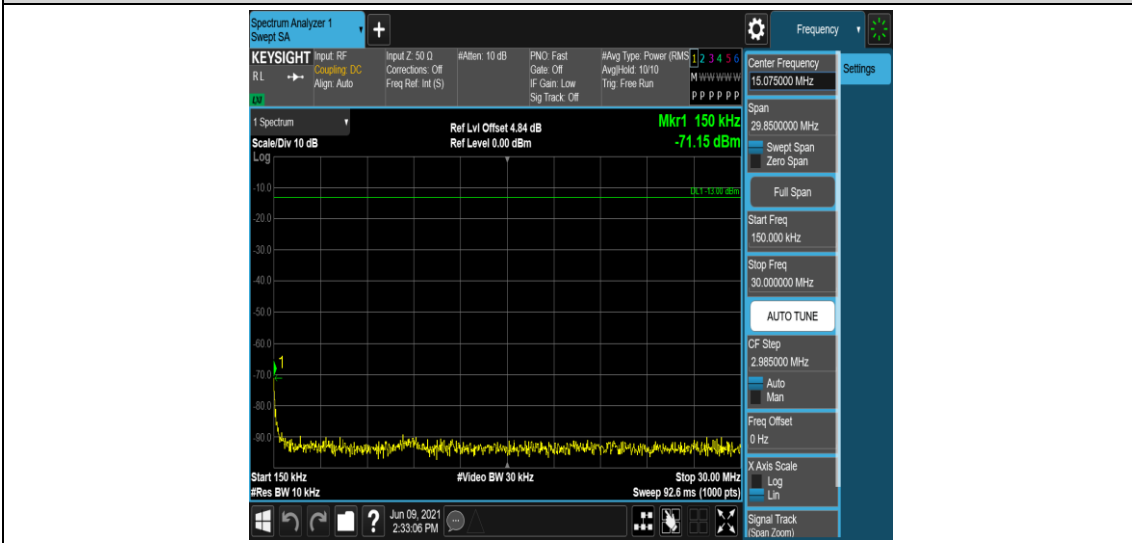 Spectrum Analyzer 1
Swept SA
+
Frequency
KEYSIGHT
RL
LXI
Input: RF
Coupling: DC
Align: Auto
Input Z: 50 Ω
Corrections: Off
Freq Ref: Int (S)
#Atten: 10 dB
PNO: Fast
Gate: Off
IF Gain: Low
Sig Track: Off
#Avg Type: Power (RMS
Avg|Hold: 10/10
Trig: Free Run
1 2 3 4 5 6
M W W W W W
P P P P P P
1 Spectrum
Scale/Div 10 dB
Log
Ref Lvl Offset 4.84 dB
Ref Level 0.00 dBm
Mkr1 150 kHz
-71.15 dBm
DL1 -13.00 dBm
-10.0
-20.0
-30.0
-40.0
-50.0
-60.0
1
-70.0
-80.0
-90.0
Start 150 kHz
#Res BW 10 kHz
#Video BW 30 kHz
Stop 30.00 MHz
Sweep 92.6 ms (1000 pts)
?
Jun 09, 2021
2:33:06 PM
Center Frequency
15.075000 MHz
Settings
Span
29.8500000 MHz
Swept Span
Zero Span
Full Span
Start Freq
150.000 kHz
Stop Freq
30.000000 MHz
AUTO TUNE
CF Step
2.985000 MHz
Auto
Man
Freq Offset
0 Hz
X Axis Scale
Log
Lin
Signal Track
(Span Zoom)